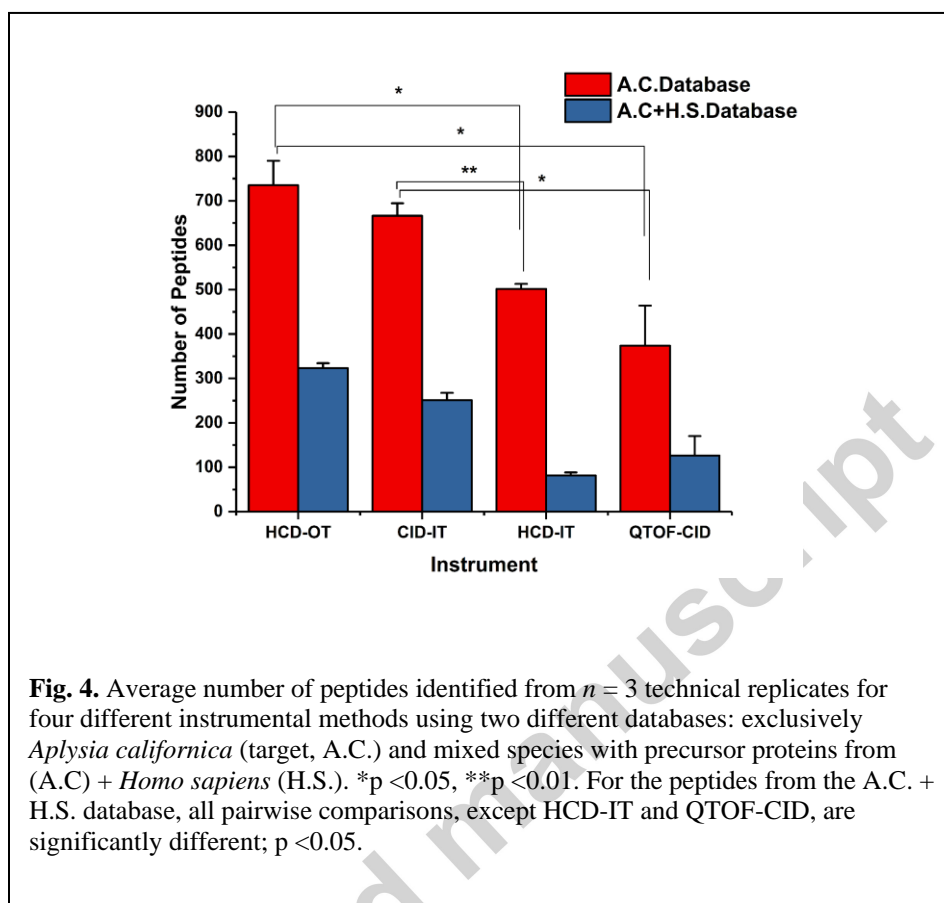 A.C.Database
A.C+H.S.Database
*
*
**
*
900
800
700
600
500
400
300
200
100
0
Number of Peptides
HCD-OT CID-IT HCD-IT QTOF-CID
Instrument
Fig. 4. Average number of peptides identified from n = 3 technical replicates for
four different instrumental methods using two different databases: exclusively
Aplysia californica (target, A.C.) and mixed species with precursor proteins from
(A.C) + Homo sapiens (H.S.). *p <0.05, **p <0.01. For the peptides from the A.C. +
H.S. database, all pairwise comparisons, except HCD-IT and QTOF-CID, are
significantly different; p <0.05.